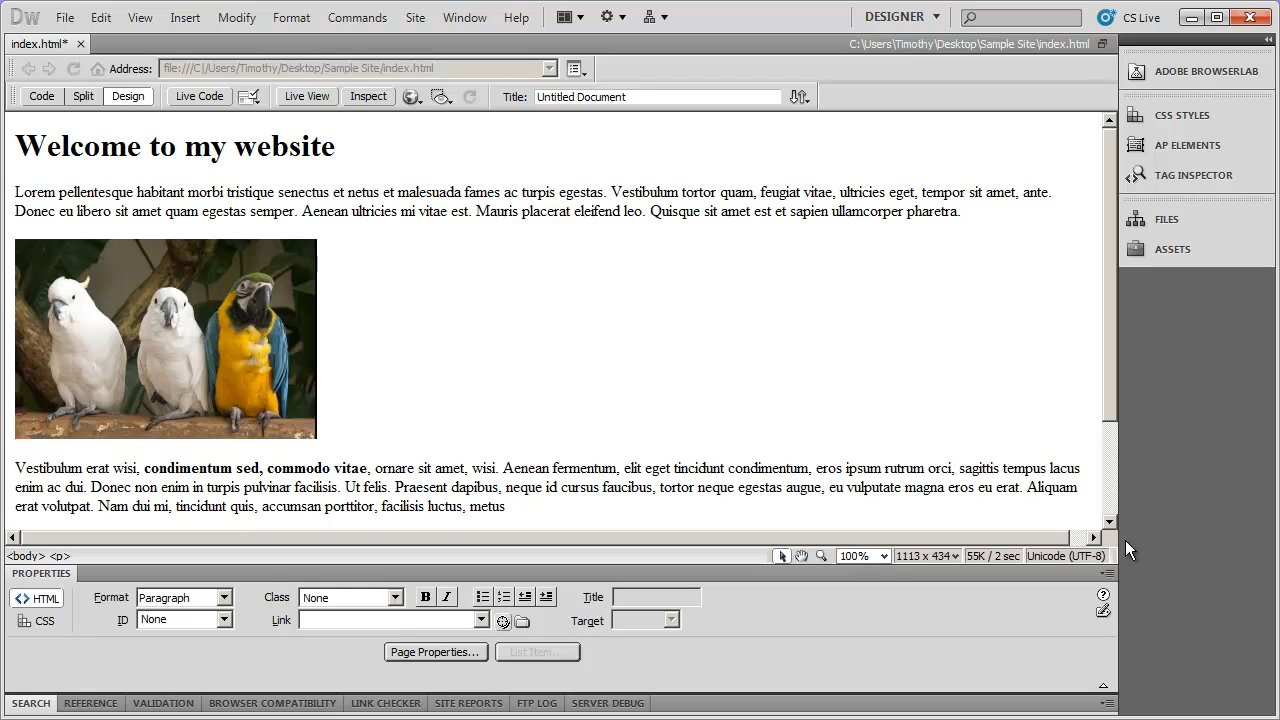 Dw File Edit View Insert Modify Format Commands Site Window Help DESIGNER CS Live
index.html* C:\Users\Timothy\Desktop\Sample Site\index.html
Address: file:///C|/Users/Timothy/Desktop/Sample Site/index.html
Code Split Design Live Code Live View Inspect Title: Untitled Document
ADOBE BROWSERLAB
CSS STYLES
AP ELEMENTS
TAG INSPECTOR
FILES
ASSETS
Welcome to my website
Lorem pellentesque habitant morbi tristique senectus et netus et malesuada fames ac turpis egestas. Vestibulum tortor quam, feugiat vitae, ultricies eget, tempor sit amet, ante.
Donec eu libero sit amet quam egestas semper. Aenean ultricies mi vitae est. Mauris placerat eleifend leo. Quisque sit amet est et sapien ullamcorper pharetra.
Vestibulum erat wisi, condimentum sed, commodo vitae, ornare sit amet, wisi. Aenean fermentum, elit eget tincidunt condimentum, eros ipsum rutrum orci, sagittis tempus lacus
enim ac dui. Donec non enim in turpis pulvinar facilisis. Ut felis. Praesent dapibus, neque id cursus faucibus, tortor neque egestas augue, eu vulputate magna eros eu erat. Aliquam
erat volutpat. Nam dui mi, tincidunt quis, accumsan porttitor, facilisis luctus, metus
<body> <p> 100% 1113 x 434 55K / 2 sec Unicode (UTF-8)
PROPERTIES
<> HTML Format Paragraph Class None B I Title
CSS ID None Link Target
Page Properties... List Item...
SEARCH REFERENCE VALIDATION BROWSER COMPATIBILITY LINK CHECKER SITE REPORTS FTP LOG SERVER DEBUG